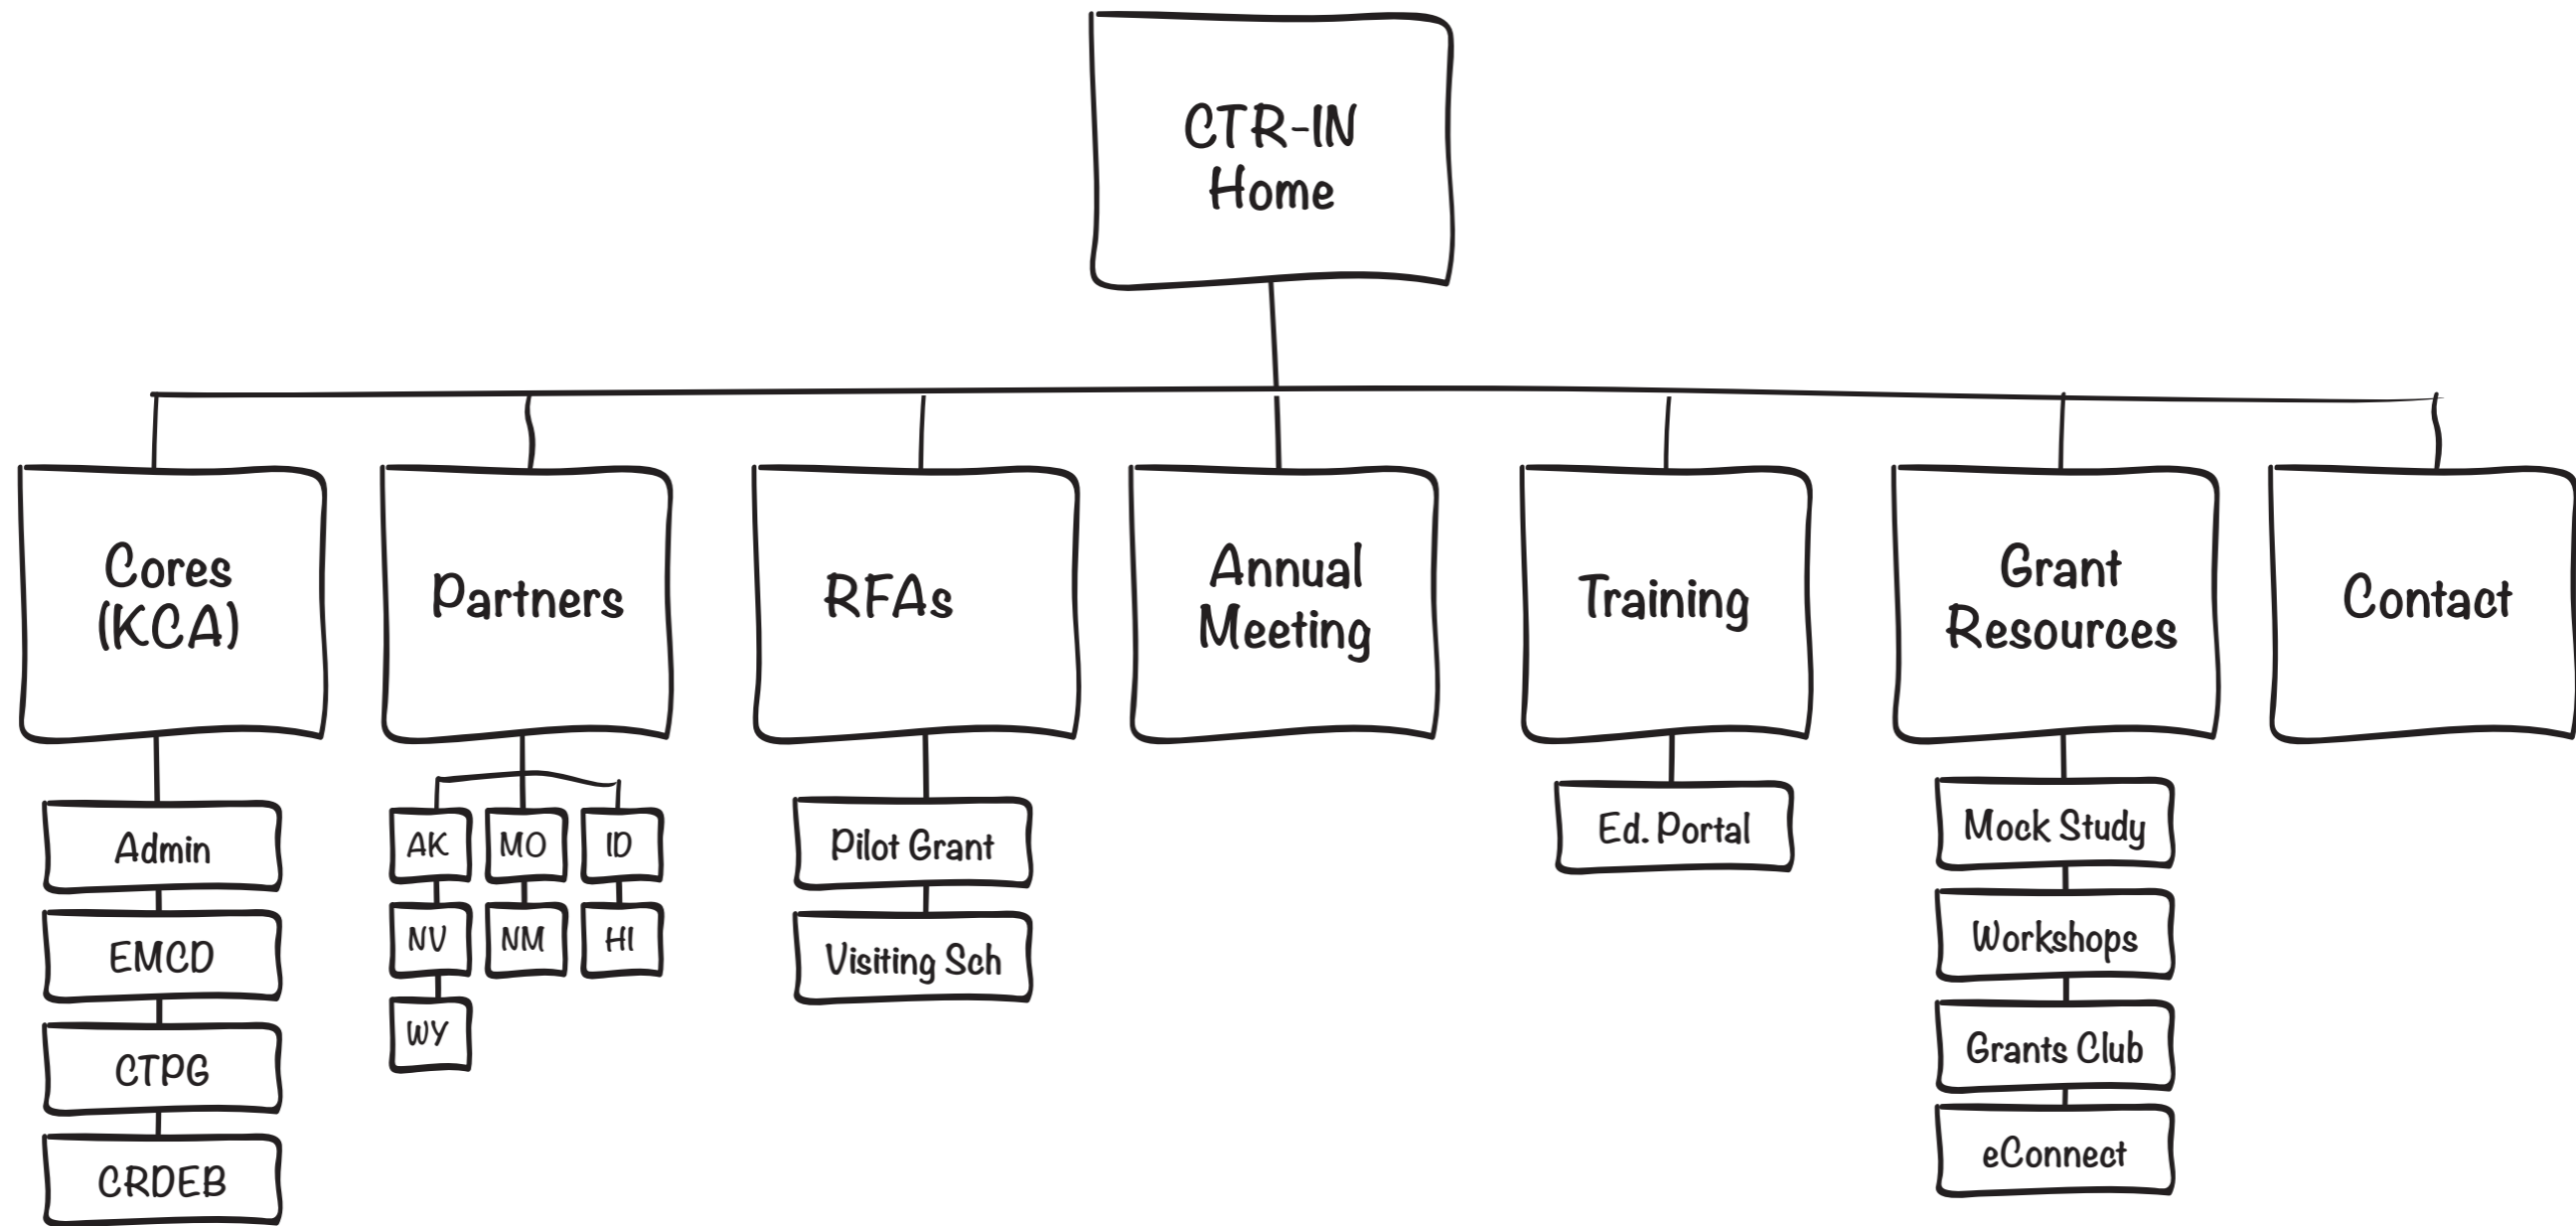 CTR-IN
Home
Cores
(KCA)
Partners
RFAs
Annual
Meeting
Training
Grant
Resources
Contact
Admin
EMCD
CTPG
CRDEB
AK
MO
ID
NV
NM
HI
WY
Pilot Grant
Visiting Sch
Ed. Portal
Mock Study
Workshops
Grants Club
eConnect